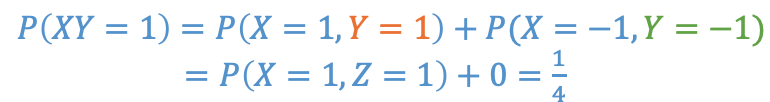 P(XY = 1) = P(X = 1, Y = 1) + P(X = −1, Y = −1)
= P(X = 1, Z = 1) + 0 = 1/4